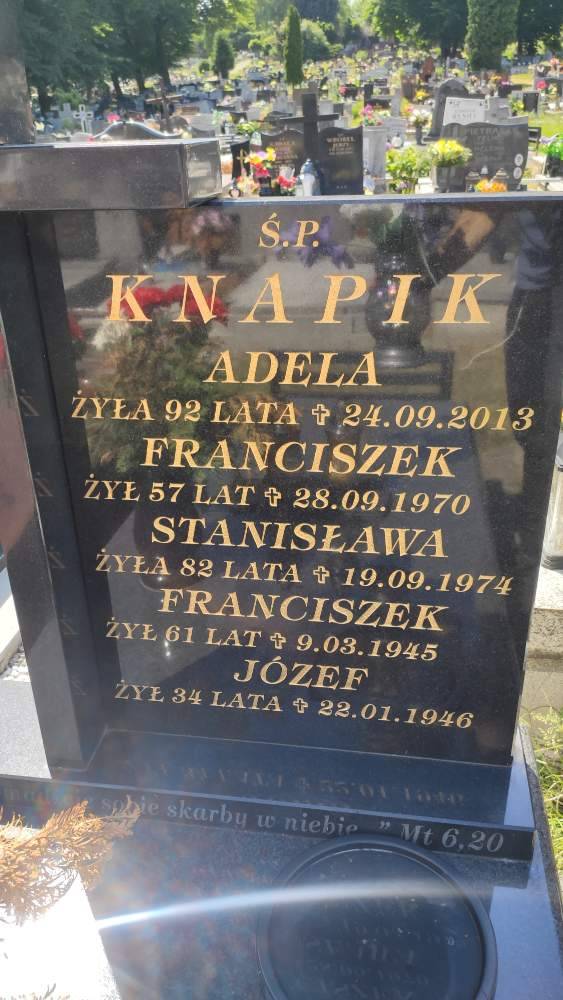 Ś.P.
KNAPIK
ADELA
ŻYŁA 92 LATA ✝ 24.09.2013
FRANCISZEK
ŻYŁ 57 LAT ✝ 28.09.1970
STANISŁAWA
ŻYŁA 82 LATA ✝ 19.09.1974
FRANCISZEK
ŻYŁ 61 LAT ✝ 9.03.1945
JÓZEF
ŻYŁ 34 LATA ✝ 22.01.1946
sobie skarby w niebie..." Mt 6,20